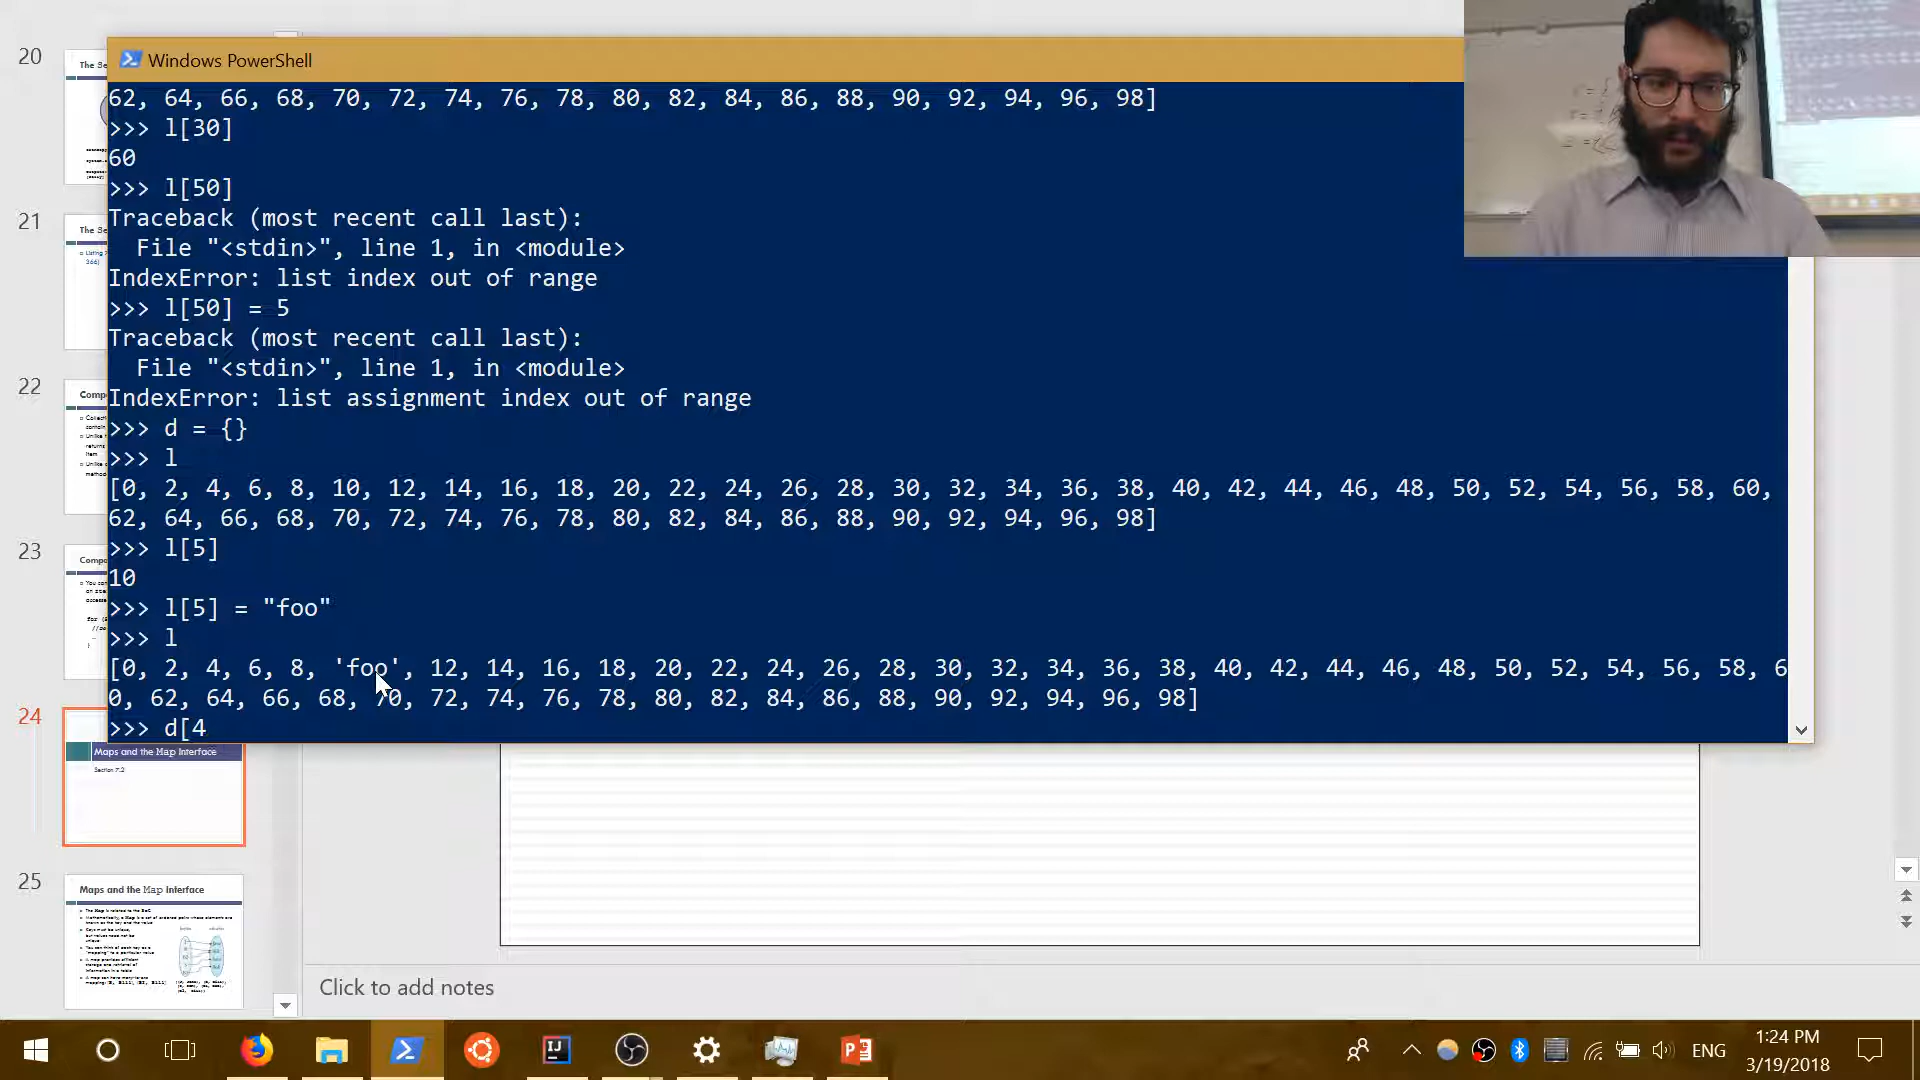 20
The Se
21
The Se
22
Compa
23
Compa
24
Maps and the Map Interface
Section 7.2
25
Maps and the Map Interface
Windows PowerShell
62, 64, 66, 68, 70, 72, 74, 76, 78, 80, 82, 84, 86, 88, 90, 92, 94, 96, 98]
>>> l[30]
60
>>> l[50]
Traceback (most recent call last):
  File "<stdin>", line 1, in <module>
IndexError: list index out of range
>>> l[50] = 5
Traceback (most recent call last):
  File "<stdin>", line 1, in <module>
IndexError: list assignment index out of range
>>> d = {}
>>> l
[0, 2, 4, 6, 8, 10, 12, 14, 16, 18, 20, 22, 24, 26, 28, 30, 32, 34, 36, 38, 40, 42, 44, 46, 48, 50, 52, 54, 56, 58, 60,
62, 64, 66, 68, 70, 72, 74, 76, 78, 80, 82, 84, 86, 88, 90, 92, 94, 96, 98]
>>> l[5]
10
>>> l[5] = "foo"
>>> l
[0, 2, 4, 6, 8, 'foo', 12, 14, 16, 18, 20, 22, 24, 26, 28, 30, 32, 34, 36, 38, 40, 42, 44, 46, 48, 50, 52, 54, 56, 58, 6
0, 62, 64, 66, 68, 70, 72, 74, 76, 78, 80, 82, 84, 86, 88, 90, 92, 94, 96, 98]
>>> d[4
Click to add notes
ENG
1:24 PM
3/19/2018